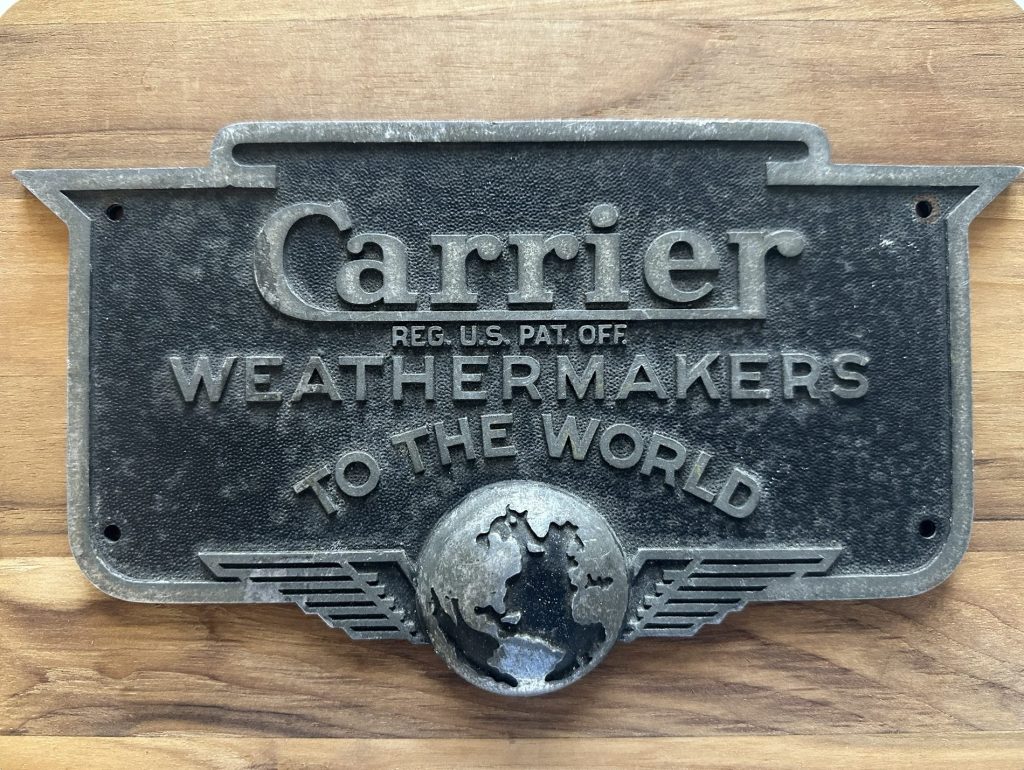 Carrier
REG. U.S. PAT. OFF.
WEATHERMAKERS
TO THE WORLD